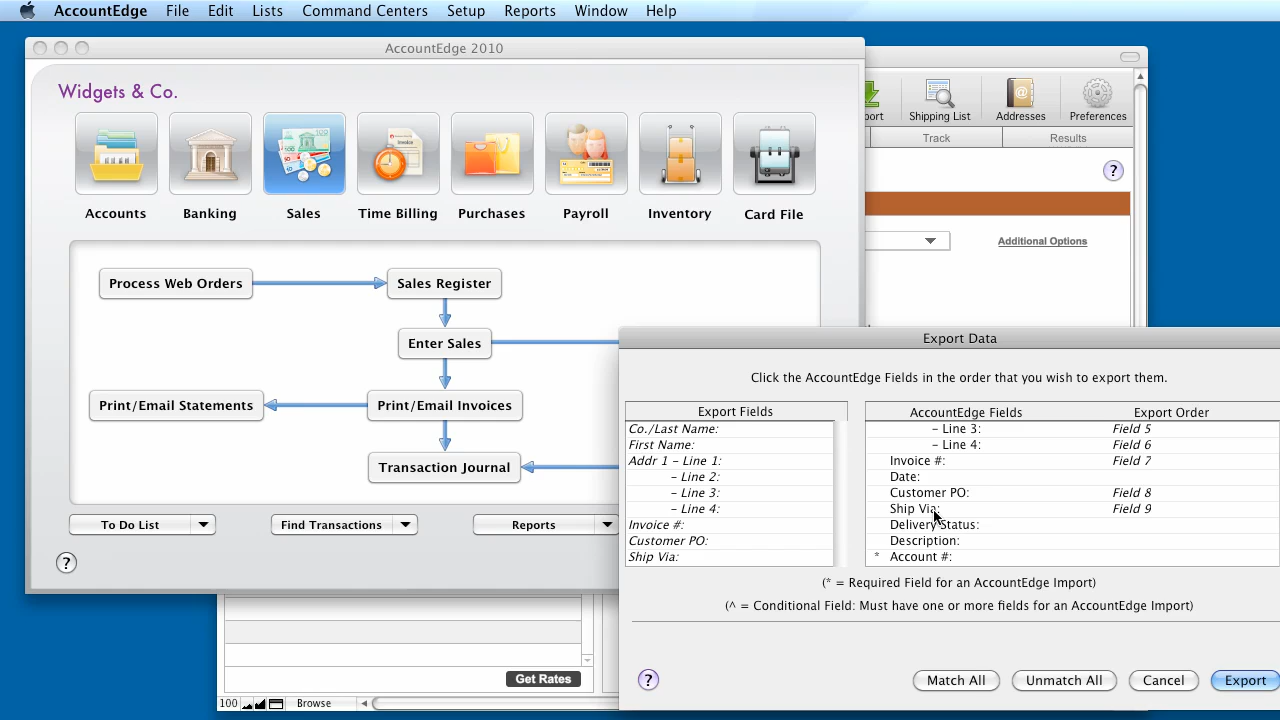 AccountEdge File Edit Lists Command Centers Setup Reports Window Help
AccountEdge 2010
Widgets & Co.
Accounts Banking Sales Time Billing Purchases Payroll Inventory Card File
Shipping List Addresses Preferences
Track Results
?
Additional Options
Process Web Orders Sales Register
Enter Sales
Print/Email Statements Print/Email Invoices
Transaction Journal
To Do List Find Transactions Reports
?
Export Data
Click the AccountEdge Fields in the order that you wish to export them.
Export Fields AccountEdge Fields Export Order
Co./Last Name: - Line 3: Field 5
First Name: - Line 4: Field 6
Addr 1 - Line 1: Invoice #: Field 7
- Line 2: Date:
- Line 3: Customer PO: Field 8
- Line 4: Ship Via: Field 9
Invoice #: Delivery Status:
Customer PO: Description:
Ship Via: * Account #:
(* = Required Field for an AccountEdge Import)
(^ = Conditional Field: Must have one or more fields for an AccountEdge Import)
? Match All Unmatch All Cancel Export
Get Rates
100 Browse